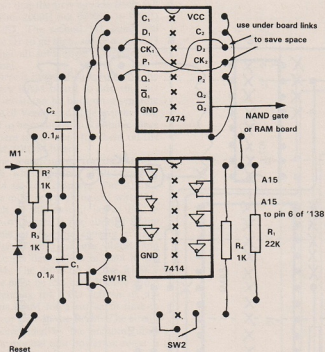 C₁ VCC
D₁ C₂
CK₁ D₂
P₁ CK₂
Q₁ P₂
Q̅₁ Q₂
GND Q̅₂
7474
use under board links
to save space
NAND gate
or RAM board
C₂
0.1µ
M1
R²
1K
R₃
1K
C₁
0.1µ
SW1R
GND
7414
A15
A15
to pin 6 of '138
R₄
1K
R₁
22K
Reset
SW2